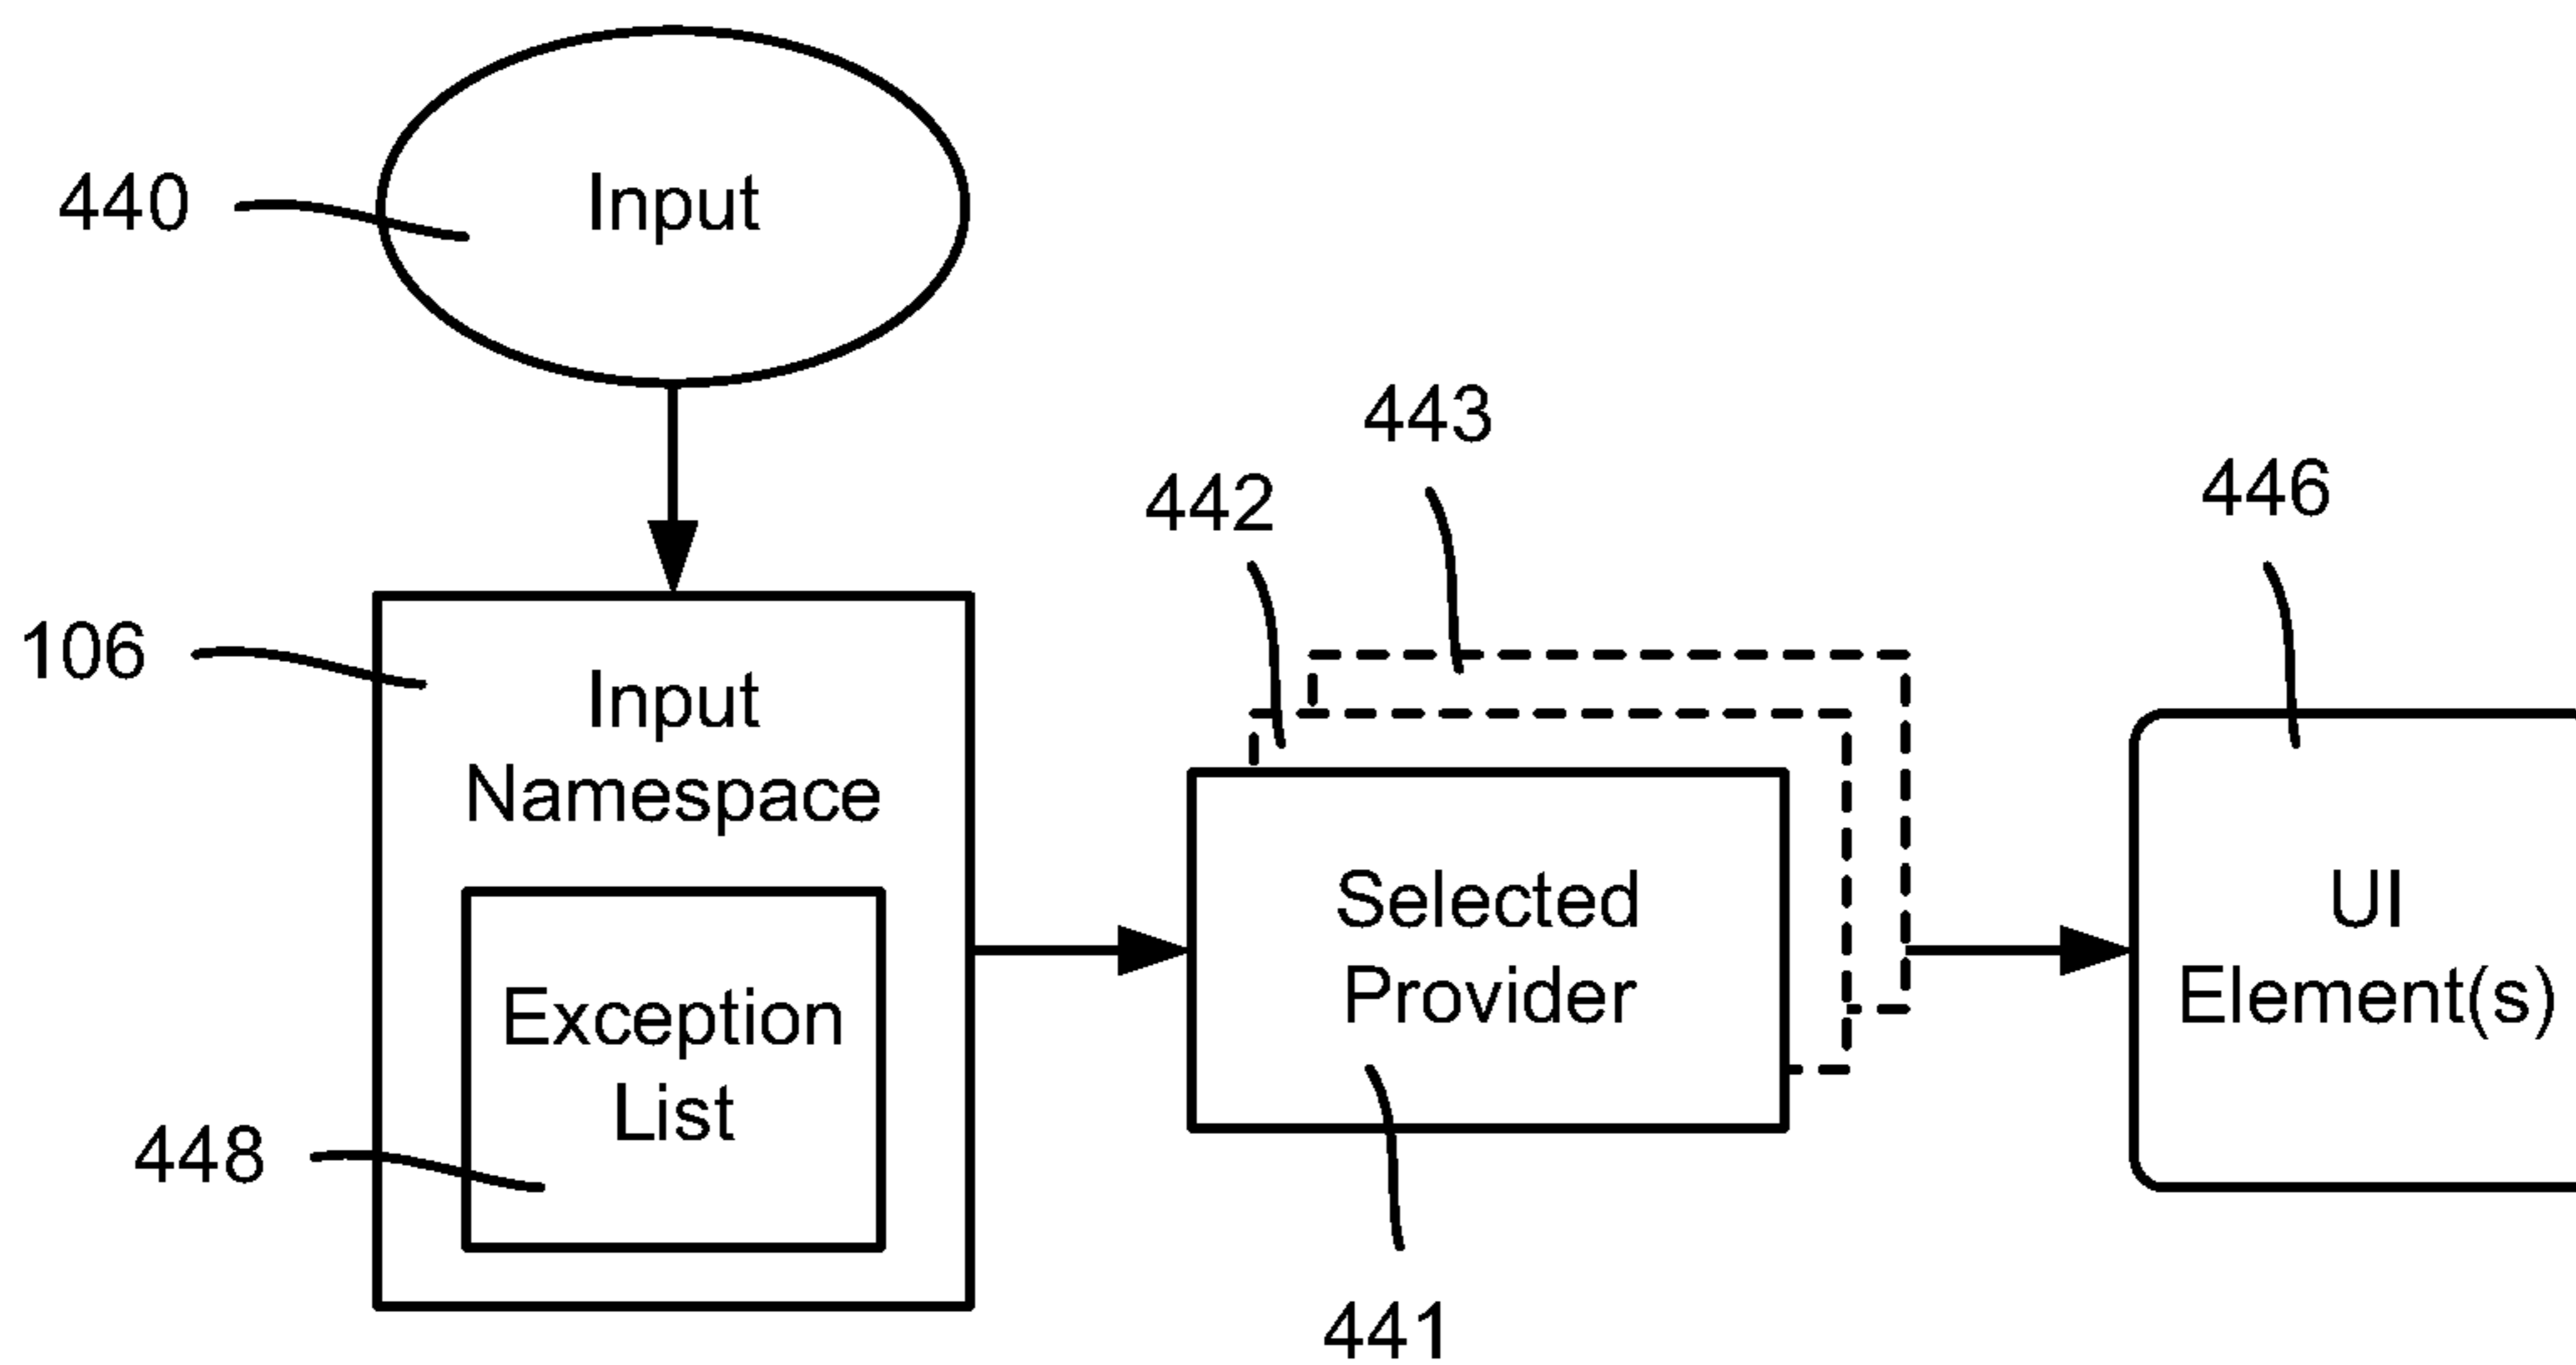 440
Input
443
442
446
106
Input
Namespace
Selected
Provider
UI
Element(s)
Exception
List
448
441